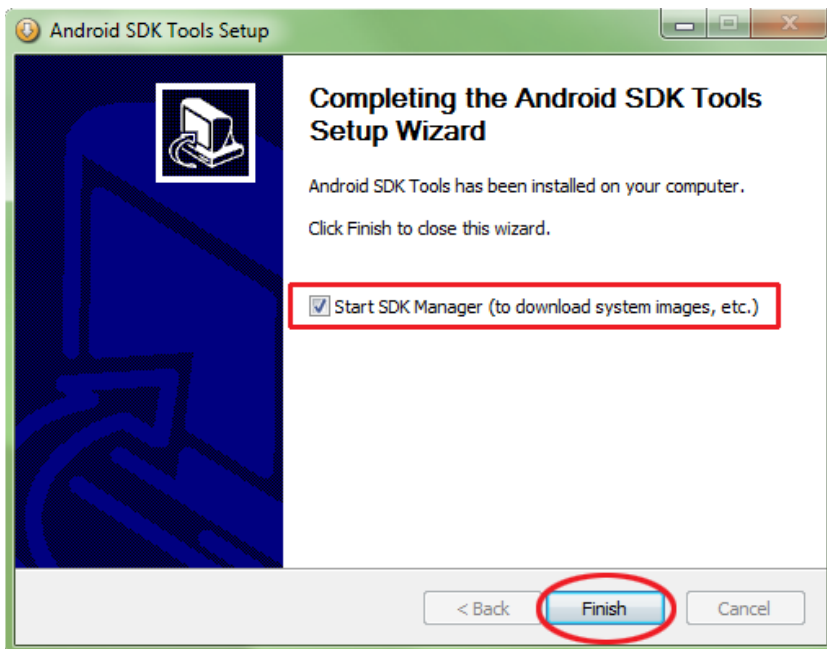 Android SDK Tools Setup
Completing the Android SDK Tools
Setup Wizard
Android SDK Tools has been installed on your computer.
Click Finish to close this wizard.
Start SDK Manager (to download system images, etc.)
< Back
Finish
Cancel